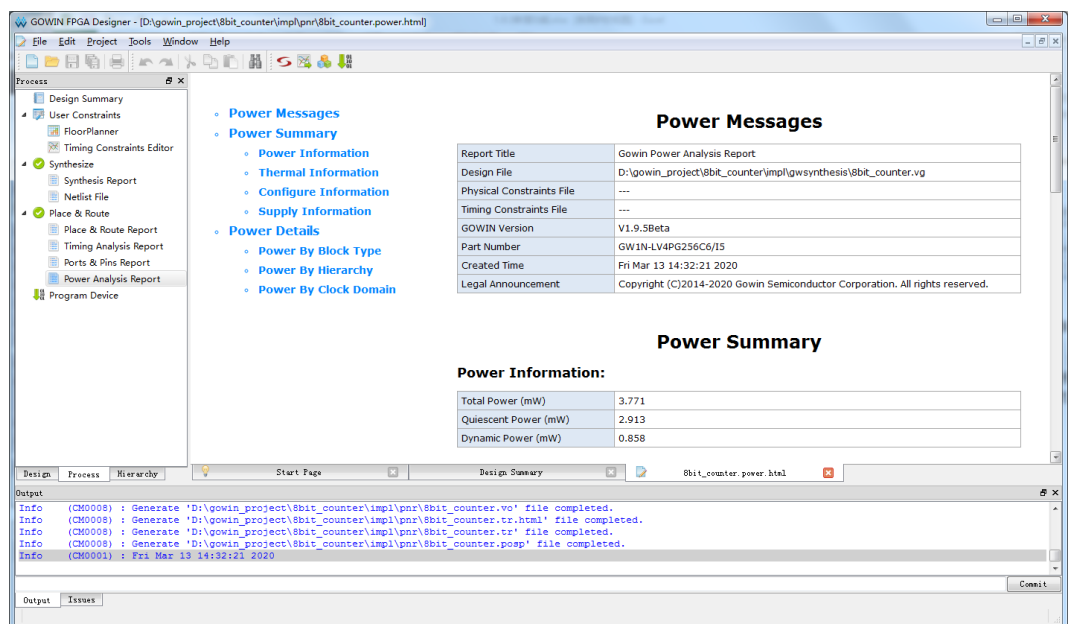 GOWIN FPGA Designer - [D:\gowin_project\8bit_counter\impl\pnr\8bit_counter.power.html]
File Edit Project Tools Window Help
Process
Design Summary
User Constraints
FloorPlanner
Timing Constraints Editor
Synthesize
Synthesis Report
Netlist File
Place & Route
Place & Route Report
Timing Analysis Report
Ports & Pins Report
Power Analysis Report
Program Device
Design Process Hierarchy
Power Messages
Power Summary
Power Information
Thermal Information
Configure Information
Supply Information
Power Details
Power By Block Type
Power By Hierarchy
Power By Clock Domain
Power Messages
Report Title Gowin Power Analysis Report
Design File D:\gowin_project\8bit_counter\impl\gwsynthesis\8bit_counter.vg
Physical Constraints File ---
Timing Constraints File ---
GOWIN Version V1.9.5Beta
Part Number GW1N-LV4PG256C6/I5
Created Time Fri Mar 13 14:32:21 2020
Legal Announcement Copyright (C)2014-2020 Gowin Semiconductor Corporation. All rights reserved.
Power Summary
Power Information:
Total Power (mW) 3.771
Quiescent Power (mW) 2.913
Dynamic Power (mW) 0.858
Start Page Design Summary 8bit_counter.power.html
Output
Info (CM0008) : Generate 'D:\gowin_project\8bit_counter\impl\pnr\8bit_counter.vo' file completed.
Info (CM0008) : Generate 'D:\gowin_project\8bit_counter\impl\pnr\8bit_counter.tr.html' file completed.
Info (CM0008) : Generate 'D:\gowin_project\8bit_counter\impl\pnr\8bit_counter.tr' file completed.
Info (CM0008) : Generate 'D:\gowin_project\8bit_counter\impl\pnr\8bit_counter.posp' file completed.
Info (CM0001) : Fri Mar 13 14:32:21 2020
Commit
Output Issues